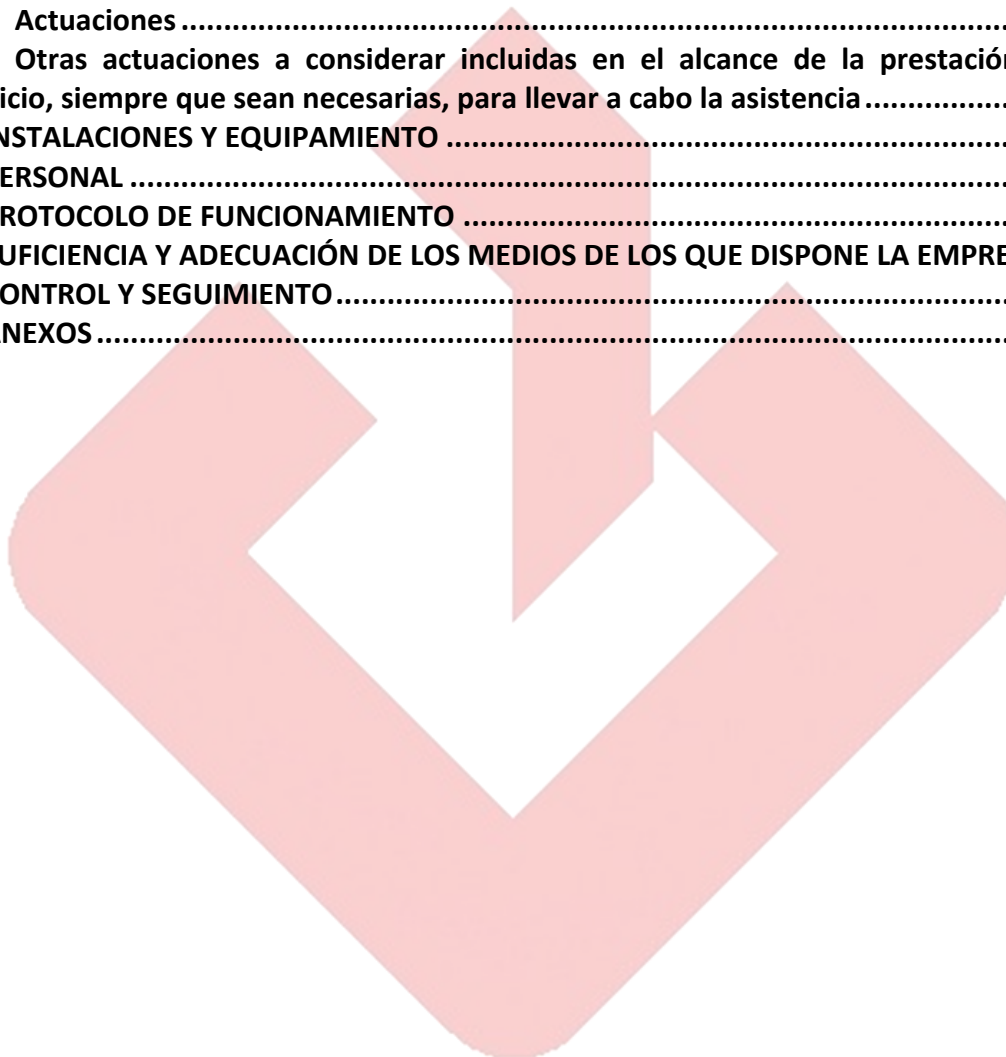 Actuaciones........................................................................................................
Otras actuaciones a considerar incluidas en el alcance de la prestación
icio, siempre que sean necesarias, para llevar a cabo la asistencia..................
NSTALACIONES Y EQUIPAMIENTO ......................................................................
ERSONAL ..............................................................................................................
ROTOCOLO DE FUNCIONAMIENTO ....................................................................
UFICIENCIA Y ADECUACIÓN DE LOS MEDIOS DE LOS QUE DISPONE LA EMPRE
ONTROL Y SEGUIMIENTO....................................................................................
NEXOS..................................................................................................................